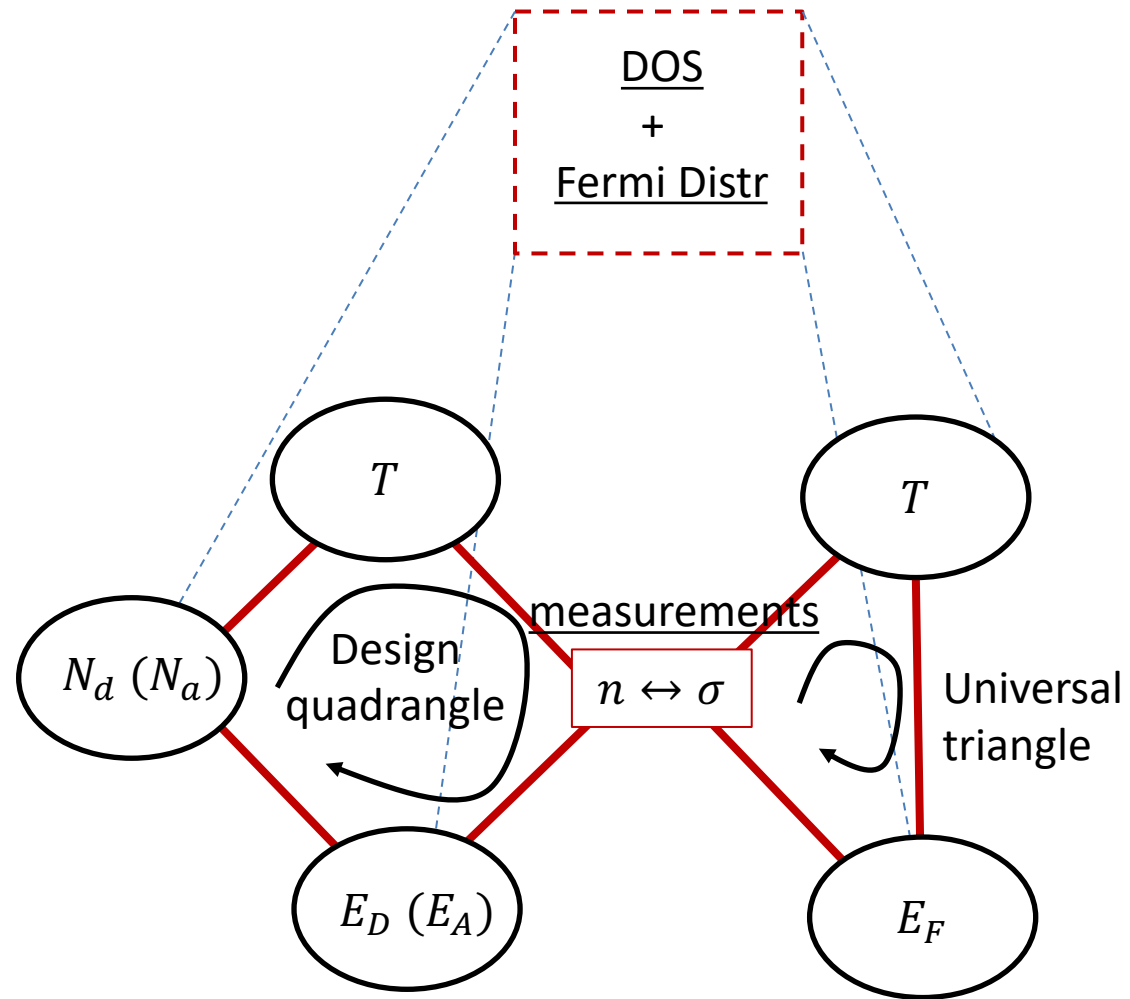 DOS
+
Fermi Distr
T
T
measurements
N_d (N_a)
Design
quadrangle
n ↔ σ
Universal
triangle
E_D (E_A)
E_F